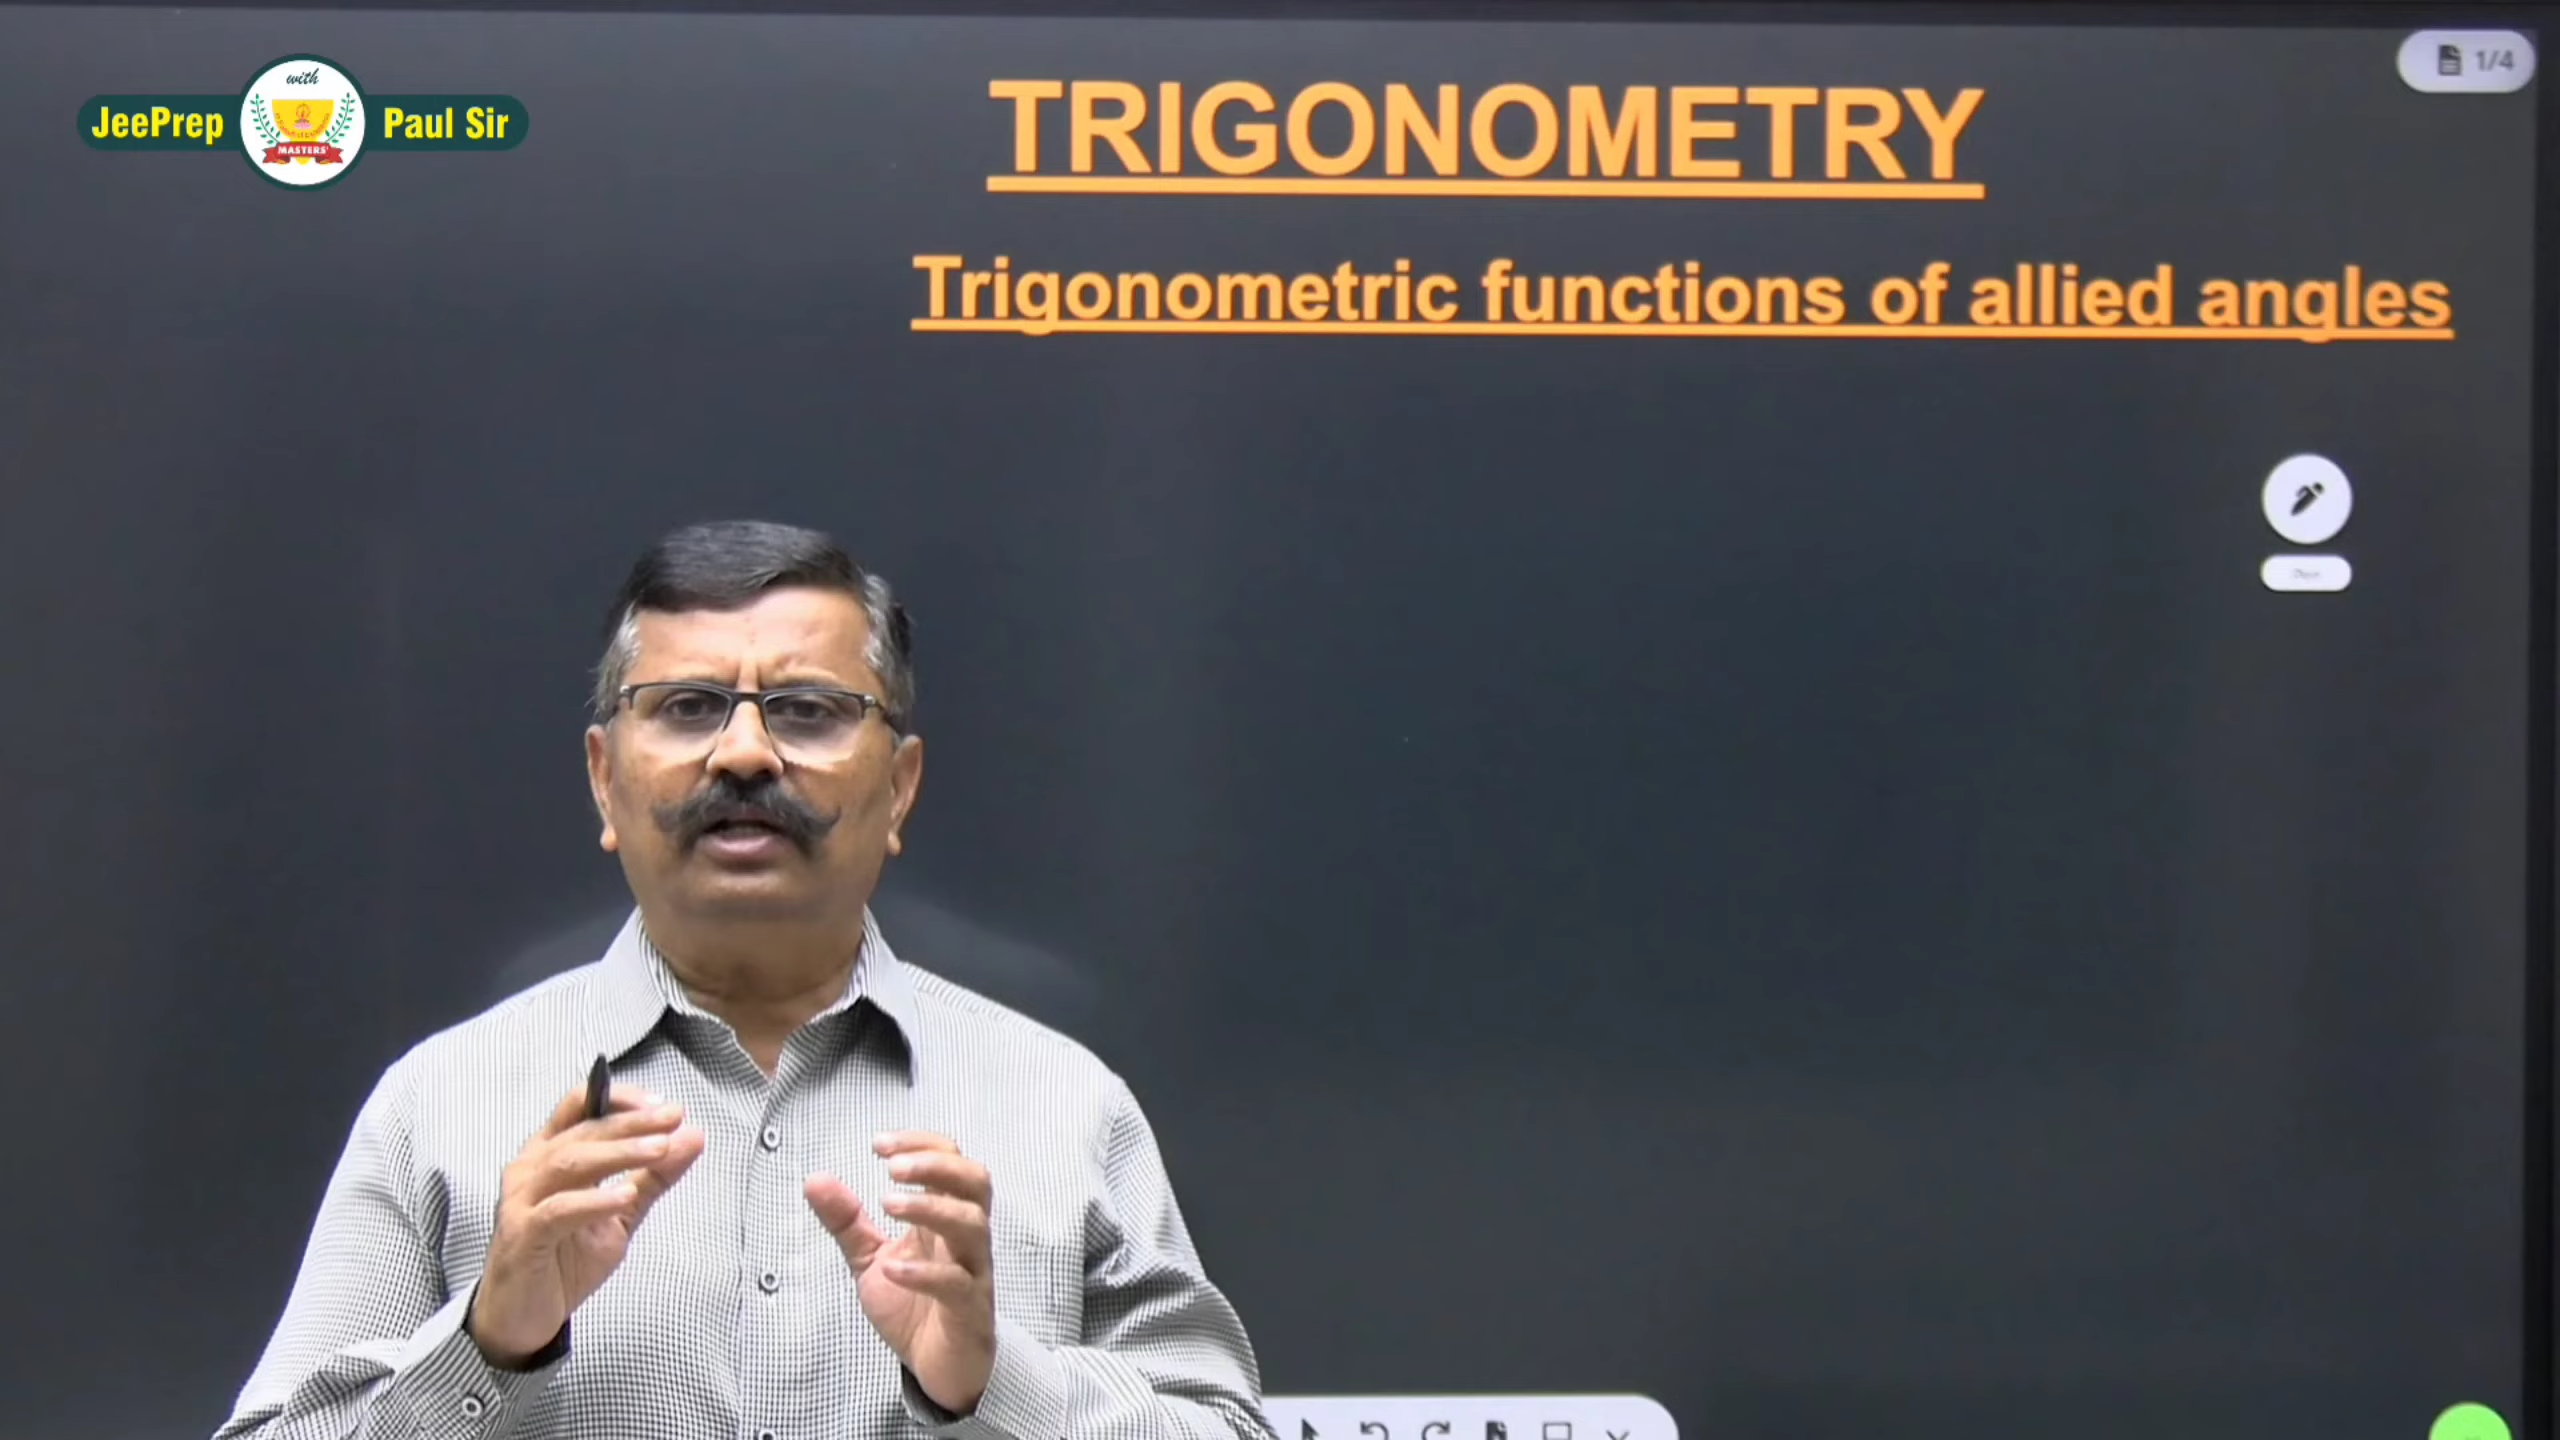 JeePrep with Paul Sir
MASTERS'
TRIGONOMETRY
Trigonometric functions of allied angles
1/4